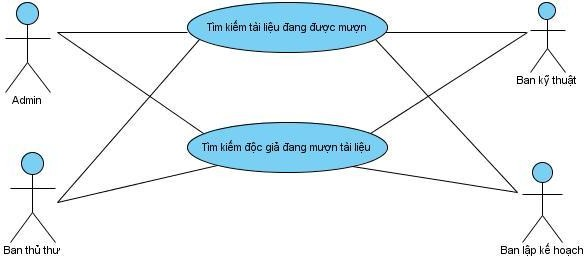 Tìm kiếm tài liệu đang được mượn
Admin
Ban kỹ thuật
Tìm kiếm độc giả đang mượn tài liệu
Ban thủ thư
Ban lập kế hoạch